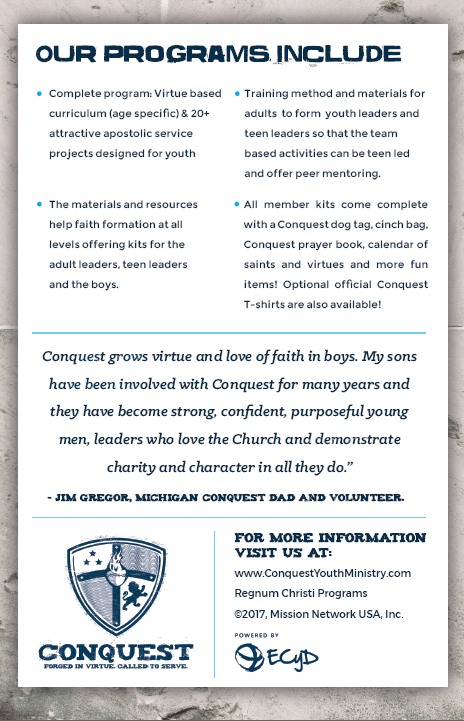 OUR PROGRAMS INCLUDE
Complete program: Virtue based
curriculum (age specific) & 20+
attractive apostolic service
projects designed for youth
Training method and materials for
adults to form youth leaders and
teen leaders so that the team
based activities can be teen led
and offer peer mentoring.
The materials and resources
help faith formation at all
levels offering kits for the
adult leaders, teen leaders
and the boys.
All member kits come complete
with a Conquest dog tag, cinch bag,
Conquest prayer book, calendar of
saints and virtues and more fun
items! Optional official Conquest
T-shirts are also available!
Conquest grows virtue and love of faith in boys. My sons
have been involved with Conquest for many years and
they have become strong, confident, purposeful young
men, leaders who love the Church and demonstrate
charity and character in all they do.”
- JIM GREGOR, MICHIGAN CONQUEST DAD AND VOLUNTEER.
CONQUEST
FORGED IN VIRTUE. CALLED TO SERVE.
FOR MORE INFORMATION
VISIT US AT:
www.ConquestYouthMinistry.com
Regnum Christi Programs
©2017, Mission Network USA, Inc.
POWERED BY
ECYD